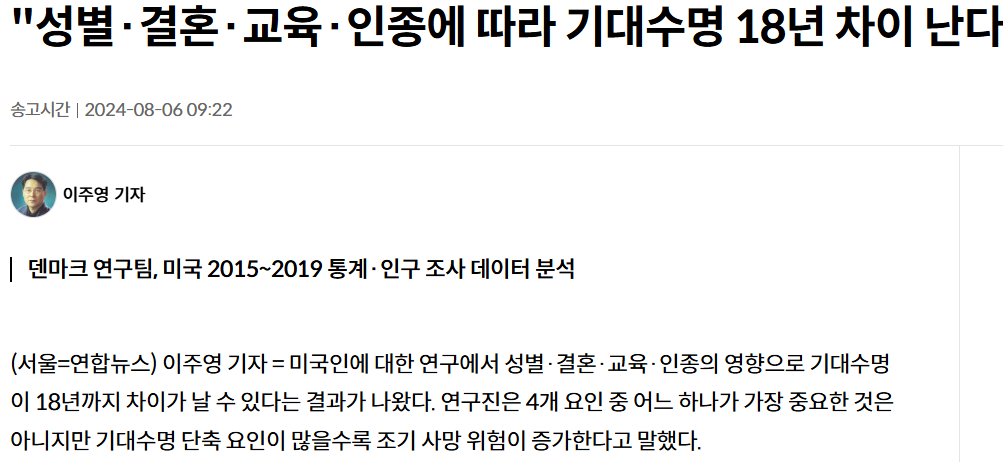 "성별·결혼·교육·인종에 따라 기대수명 18년 차이 난다
송고시간 | 2024-08-06 09:22
이주영 기자
덴마크 연구팀, 미국 2015~2019 통계·인구 조사 데이터 분석
(서울=연합뉴스) 이주영 기자 = 미국인에 대한 연구에서 성별·결혼·교육·인종의 영향으로 기대수명
이 18년까지 차이가 날 수 있다는 결과가 나왔다. 연구진은 4개 요인 중 어느 하나가 가장 중요한 것은
아니지만 기대수명 단축 요인이 많을수록 조기 사망 위험이 증가한다고 말했다.